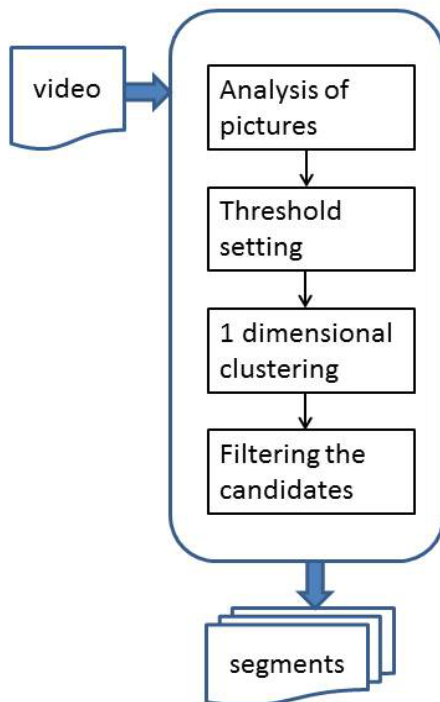 video
Analysis of
pictures
Threshold
setting
1 dimensional
clustering
Filtering the
candidates
segments